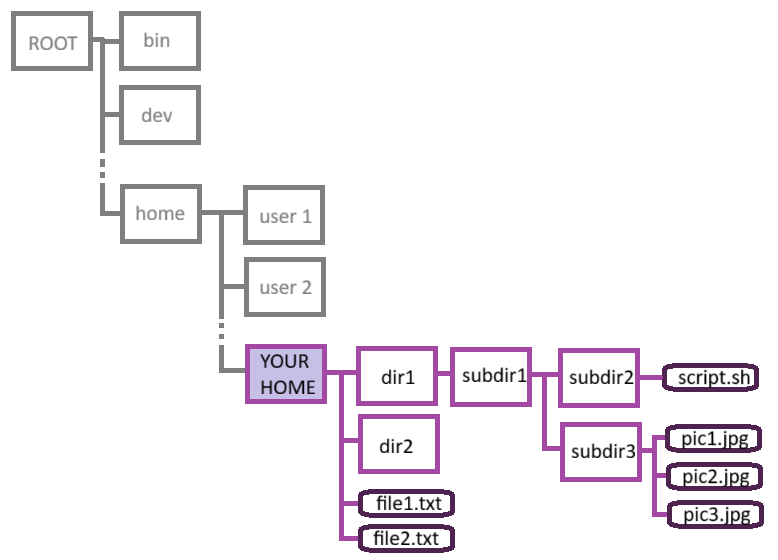 ROOT
bin
dev
home
user 1
user 2
YOUR
HOME
dir1
subdir1
subdir2
script.sh
dir2
subdir3
pic1.jpg
pic2.jpg
pic3.jpg
file1.txt
file2.txt